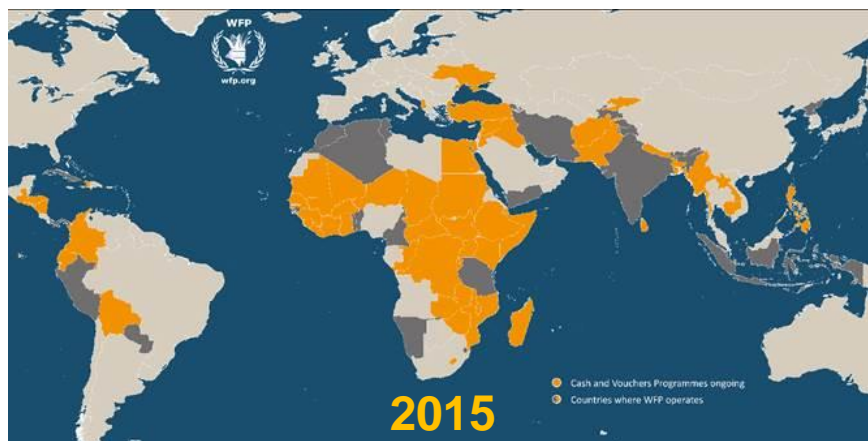 WFP
wfp.org
Cash and Vouchers Programmes ongoing
Countries where WFP operates
2015